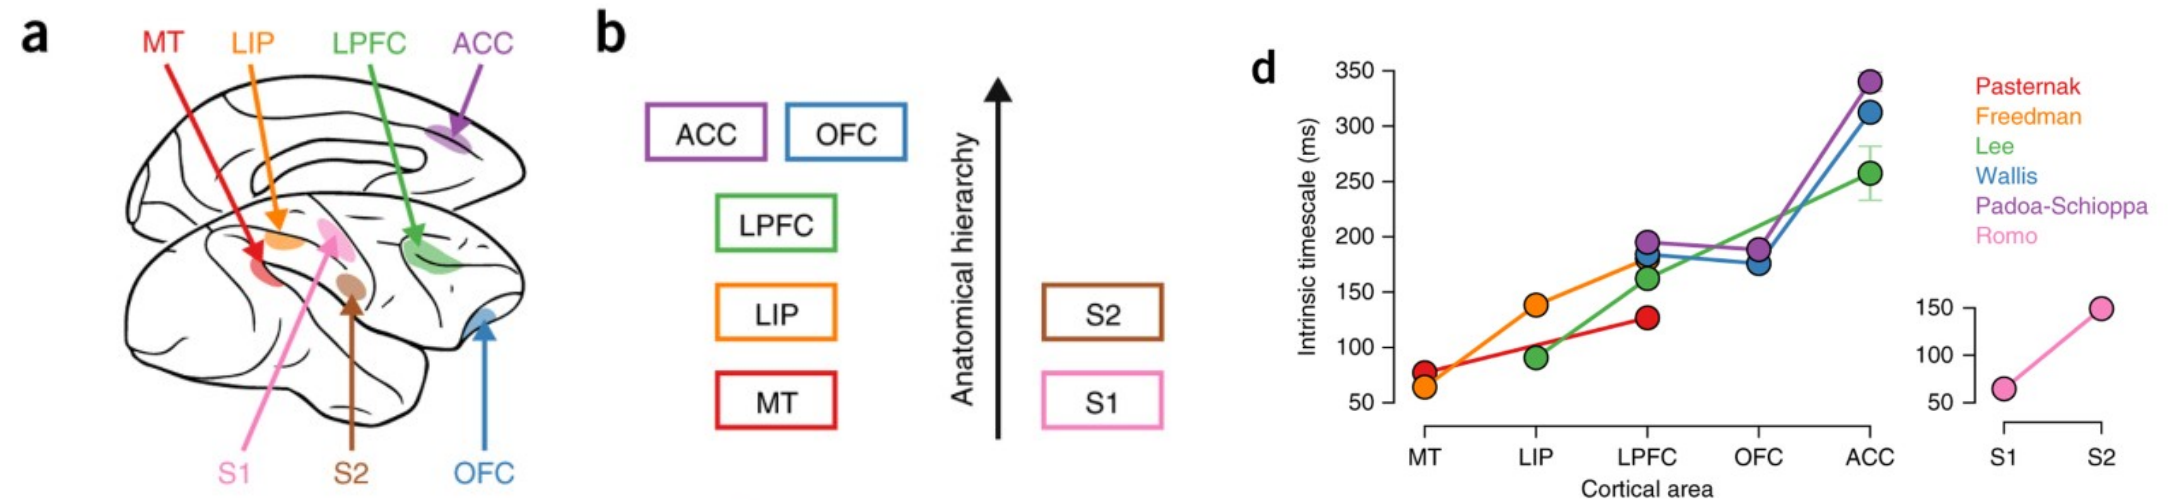 a
MT LIP LPFC ACC
S1 S2 OFC
b
ACC OFC
LPFC
LIP
MT
Anatomical hierarchy
S2
S1
d
Intrinsic timescale (ms)
350
300
250
200
150
100
50
MT LIP LPFC OFC ACC
Cortical area
Pasternak
Freedman
Lee
Wallis
Padoa-Schioppa
Romo
150
100
50
S1 S2